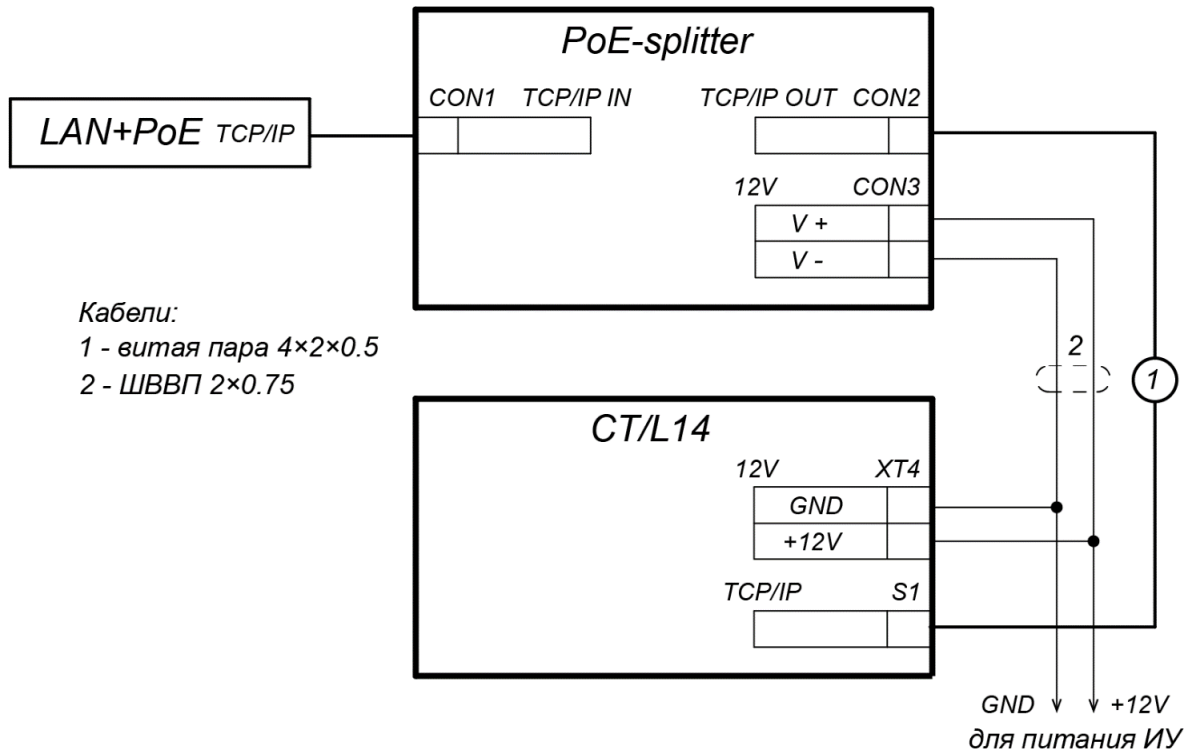 PoE-splitter
CON1 TCP/IP IN TCP/IP OUT CON2
LAN+PoE TCP/IP
12V CON3
V +
V -
Кабели:
1 - витая пара 4×2×0.5
2 - ШВВП 2×0.75
2
1
CT/L14
12V XT4
GND
+12V
TCP/IP S1
GND +12V
для питания ИУ